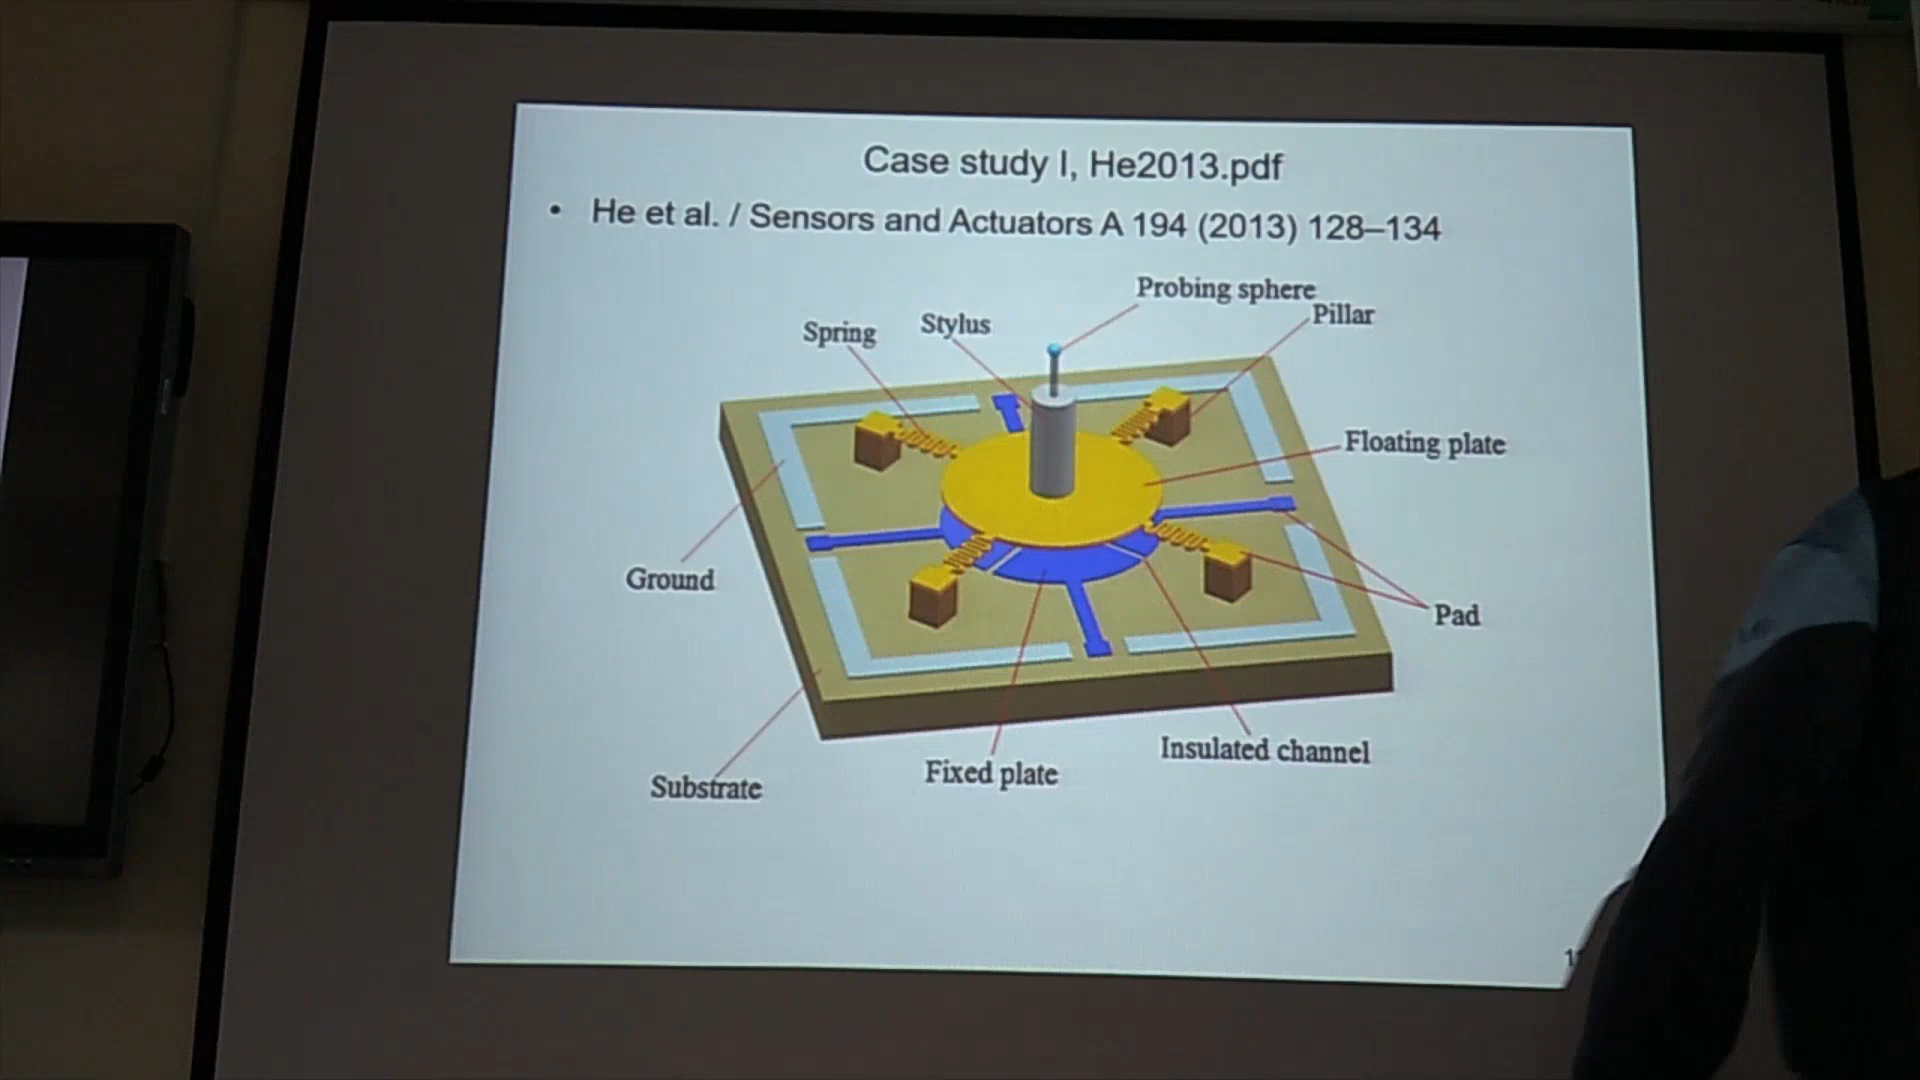 Case study I, He2013.pdf
• He et al. / Sensors and Actuators A 194 (2013) 128–134
Probing sphere
Pillar
Stylus
Spring
Floating plate
Ground
Pad
Insulated channel
Fixed plate
Substrate